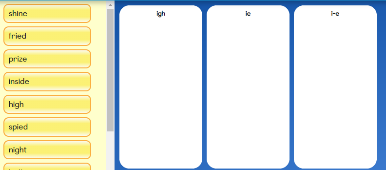 shine
fried
prize
inside
high
spied
night
igh
ie
i-e